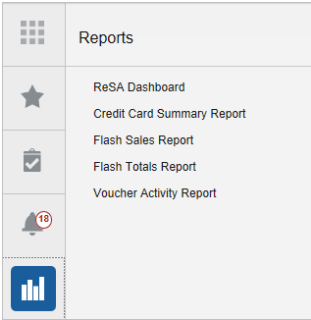 Reports
ReSA Dashboard
Credit Card Summary Report
Flash Sales Report
Flash Totals Report
Voucher Activity Report
18